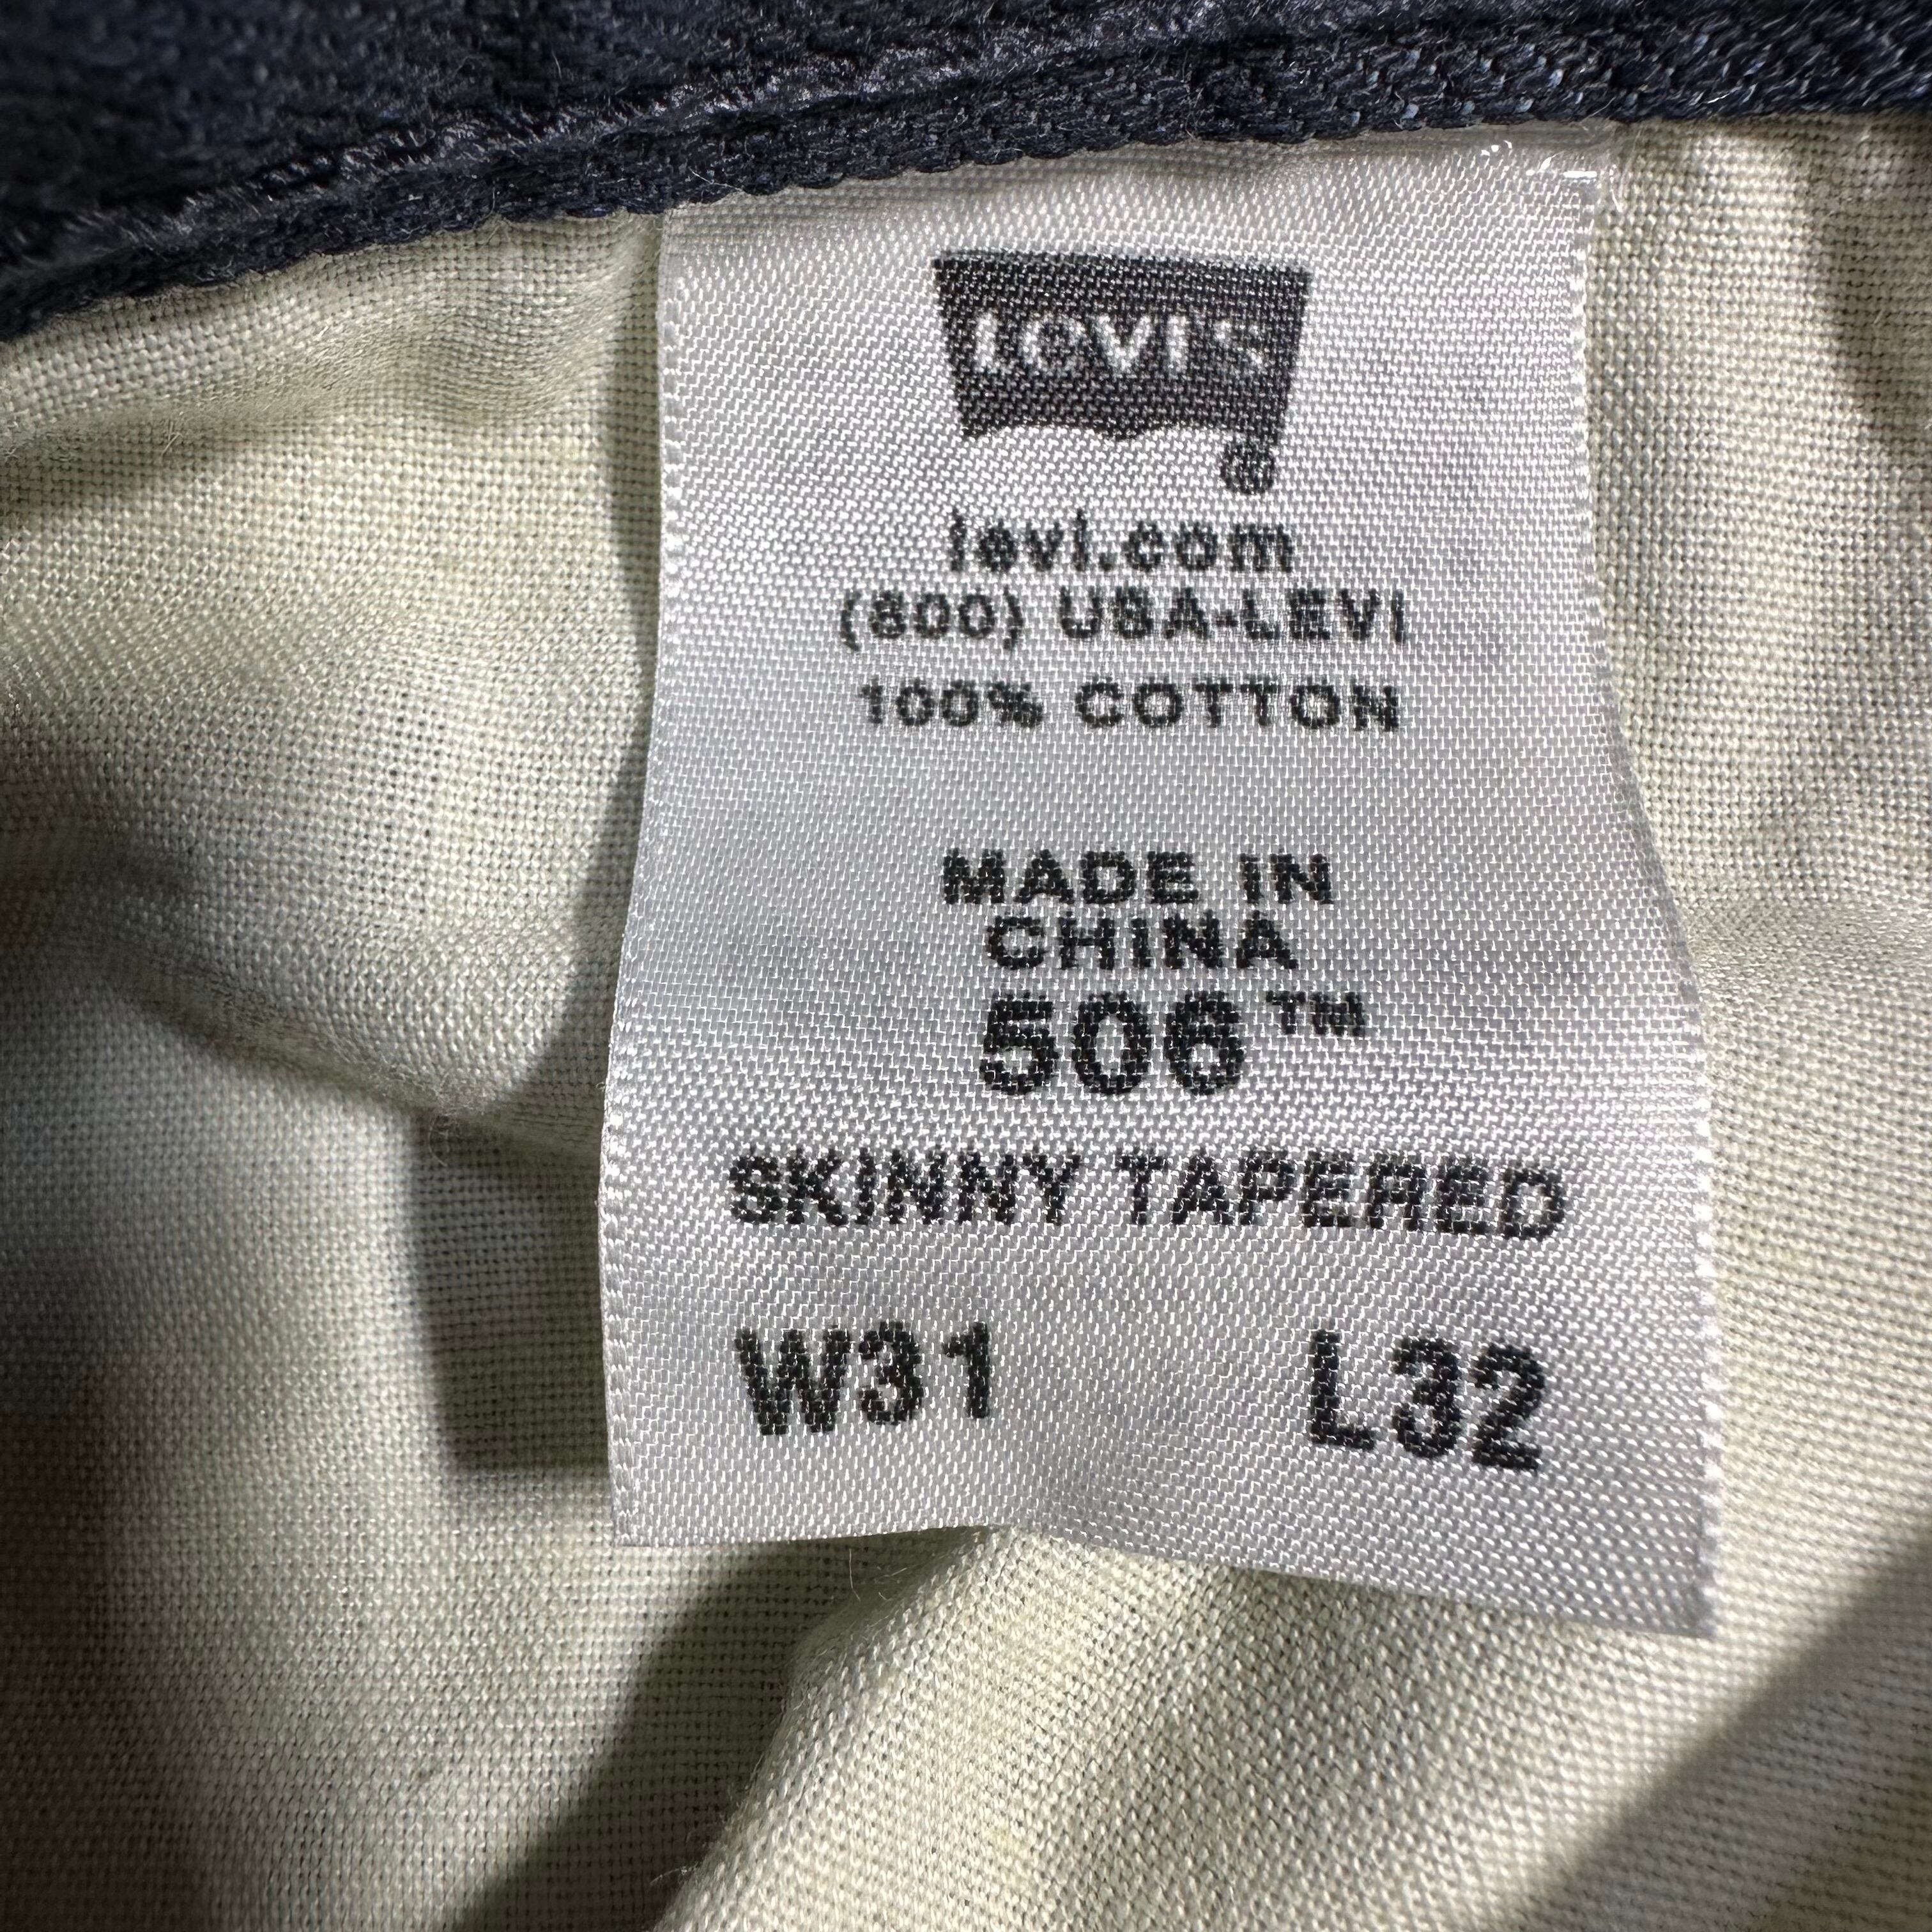 LEVI'S
®
levi.com
(800) USA-LEVI
100% COTTON
MADE IN
CHINA
506™
SKINNY TAPERED
W31 L32